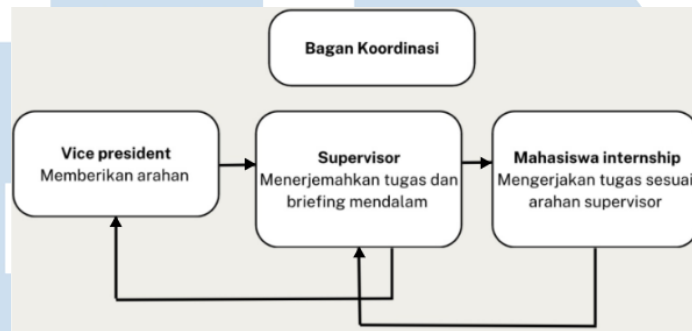 Bagan Koordinasi
Vice president
Memberikan arahan
Supervisor
Menerjemahkan tugas dan
briefing mendalam
Mahasiswa internship
Mengerjakan tugas sesuai
arahan supervisor